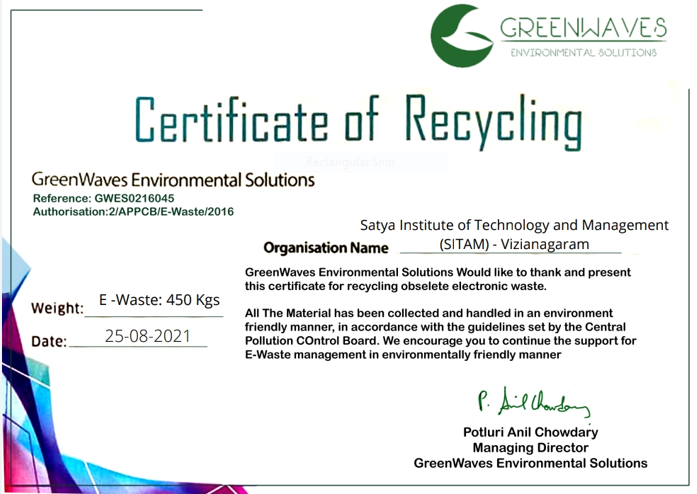 GREENWAVES
ENVIRONMENTAL SOLUTIONS
Certificate of Recycling
Rectangular Snip
GreenWaves Environmental Solutions
Reference: GWES0216045
Authorisation:2/APPCB/E-Waste/2016
Satya Institute of Technology and Management
Organisation Name (SITAM) - Vizianagaram
GreenWaves Environmental Solutions Would like to thank and present
this certificate for recycling obselete electronic waste.
Weight: E -Waste: 450 Kgs
Date: 25-08-2021
All The Material has been collected and handled in an environment
friendly manner, in accordance with the guidelines set by the Central
Pollution COntrol Board. We encourage you to continue the support for
E-Waste management in environmentally friendly manner
P. Anil Chowdary
Potluri Anil Chowdary
Managing Director
GreenWaves Environmental Solutions